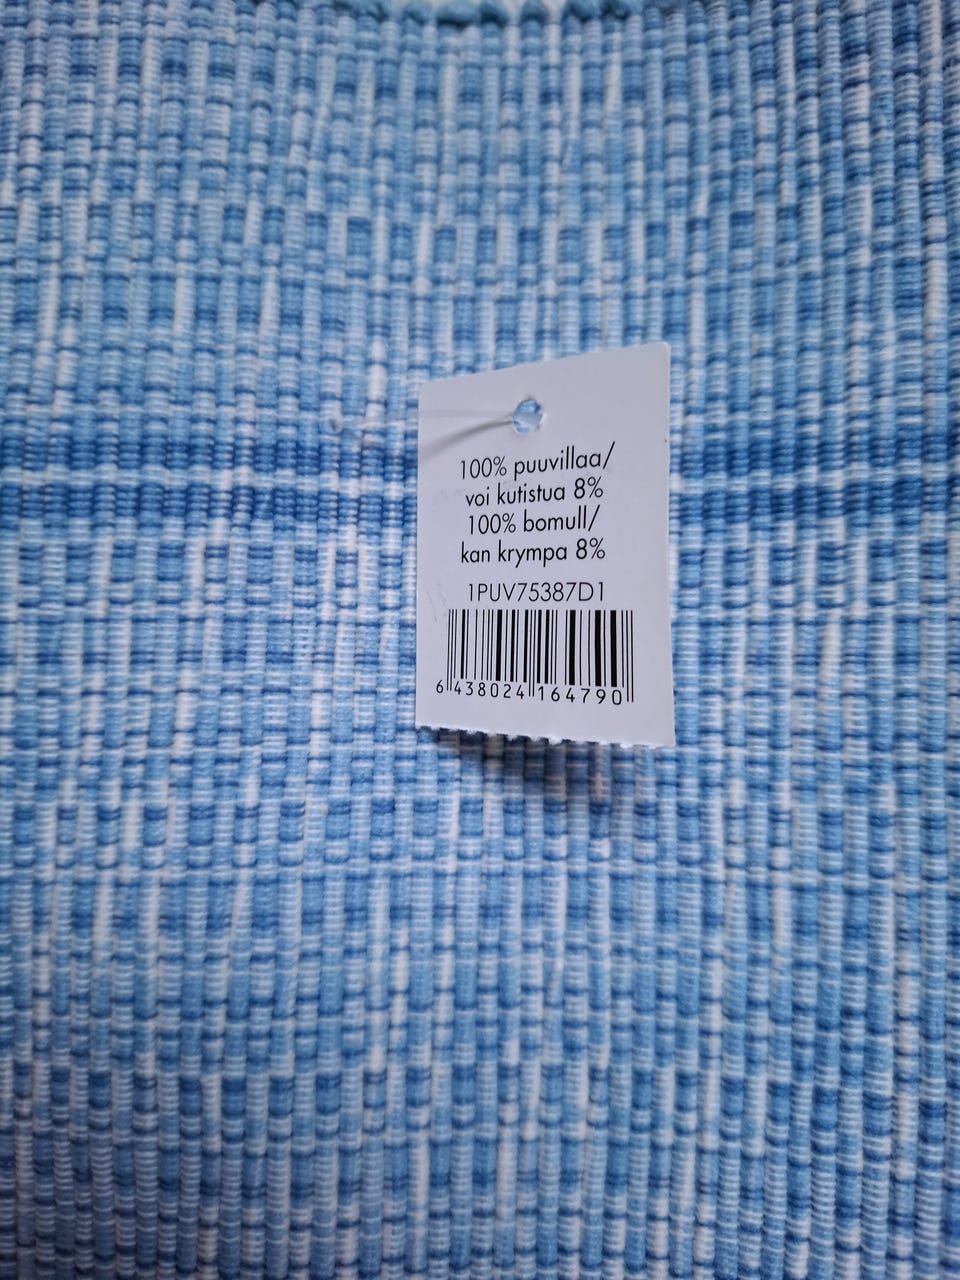 100% puuvillaa/
voi kutistua 8%
100% bomull/
kan krympa 8%
1PUV75387D1
6 438024 164790